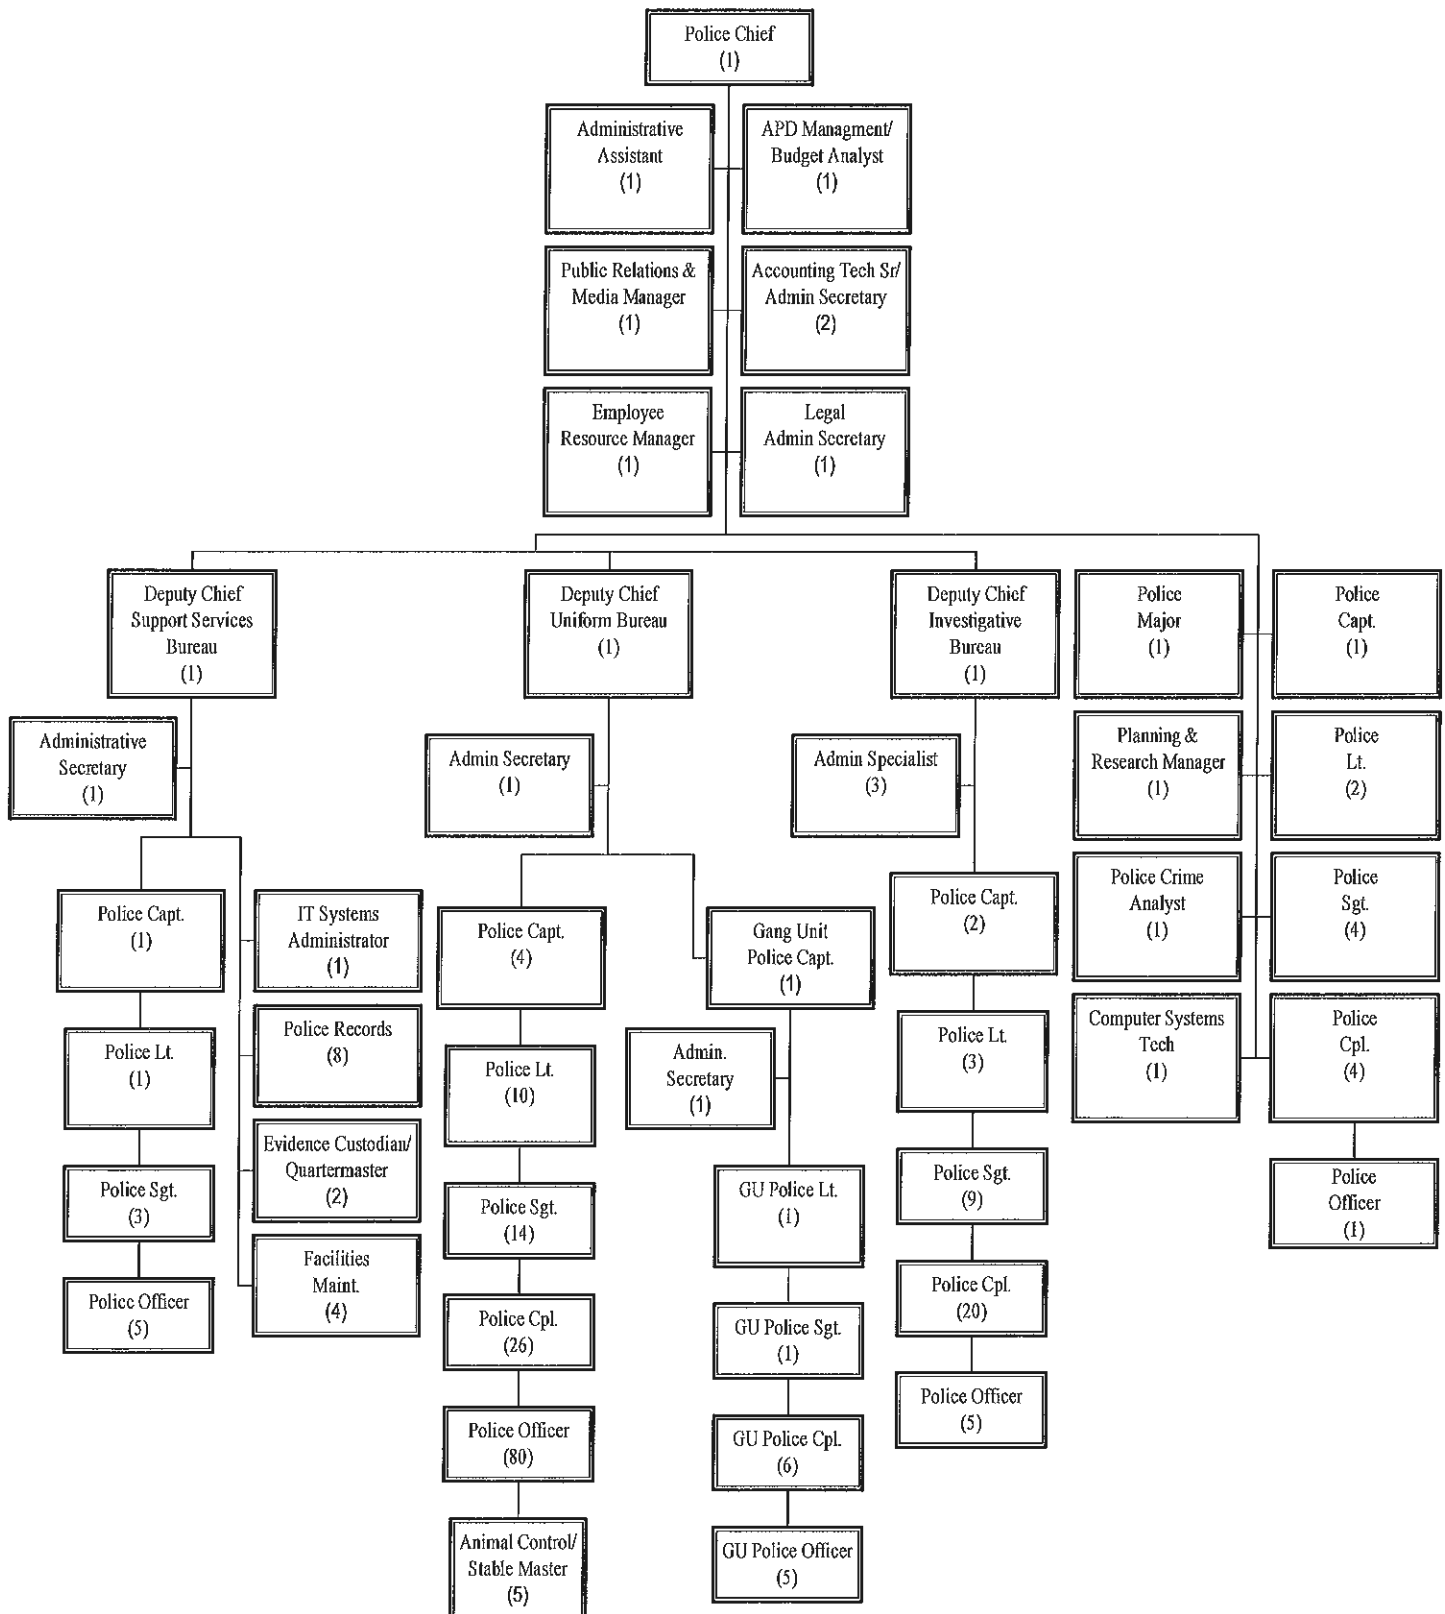 Police Chief
(1)
Administrative
Assistant
(1)
APD Managment/
Budget Analyst
(1)
Public Relations &
Media Manager
(1)
Accounting Tech Sr/
Admin Secretary
(2)
Employee
Resource Manager
(1)
Legal
Admin Secretary
(1)
Deputy Chief
Support Services
Bureau
(1)
Administrative
Secretary
(1)
Police Capt.
(1)
Police Lt.
(1)
Police Sgt.
(3)
Police Officer
(5)
IT Systems
Administrator
(1)
Police Records
(8)
Evidence Custodian/
Quartermaster
(2)
Facilities
Maint.
(4)
Deputy Chief
Uniform Bureau
(1)
Admin Secretary
(1)
Police Capt.
(4)
Police Lt.
(10)
Police Sgt.
(14)
Police Cpl.
(26)
Police Officer
(80)
Animal Control/
Stable Master
(5)
Gang Unit
Police Capt.
(1)
Admin.
Secretary
(1)
GU Police Lt.
(1)
GU Police Sgt.
(1)
GU Police Cpl.
(6)
GU Police Officer
(5)
Deputy Chief
Investigative
Bureau
(1)
Admin Specialist
(3)
Police Capt.
(2)
Police Lt.
(3)
Police Sgt.
(9)
Police Cpl.
(20)
Police Officer
(5)
Police
Major
(1)
Police
Capt.
(1)
Planning &
Research Manager
(1)
Police
Lt.
(2)
Police Crime
Analyst
(1)
Police
Sgt.
(4)
Computer Systems
Tech
(1)
Police
Cpl.
(4)
Police
Officer
(1)